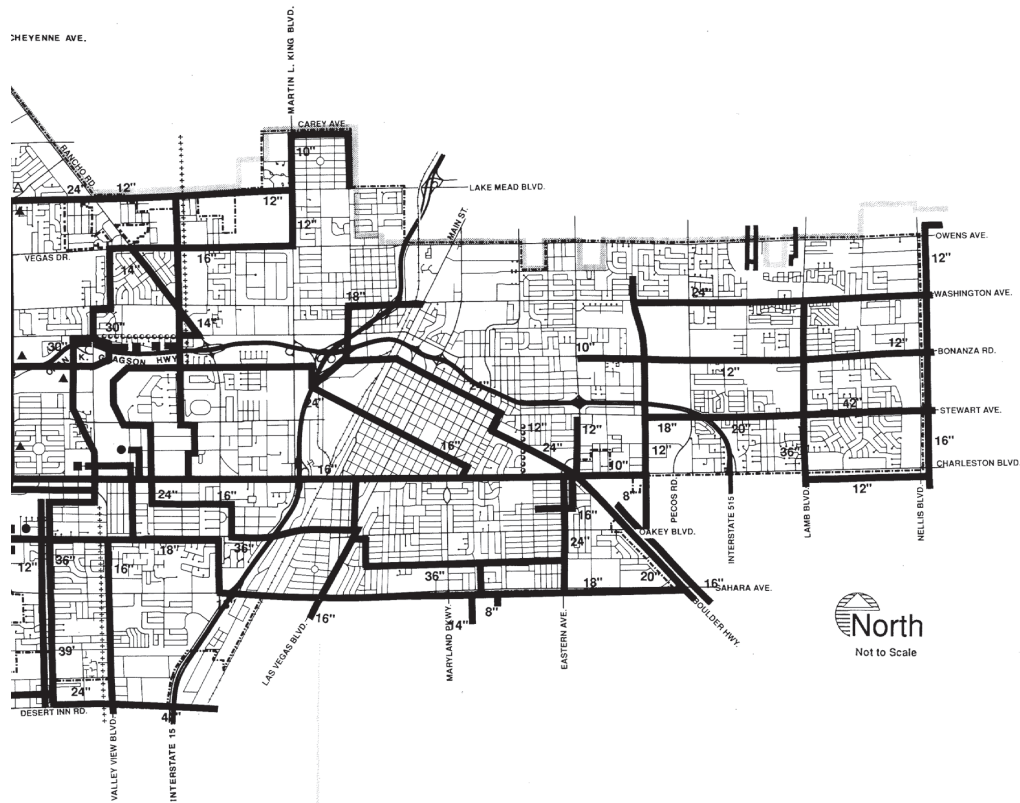 CHEYENNE AVE.
MARTIN L. KING BLVD.
CAREY AVE.
10"
RANCHO RD.
24"
12"
12"
LAKE MEAD BLVD.
MAIN ST.
12"
OWENS AVE.
VEGAS DR.
16"
12"
14"
24"
WASHINGTON AVE.
18"
30"
14"
30"
10"
12"
BONANZA RD.
K. GRAGSON HWY
12"
24"
42"
24"
STEWART AVE.
12"
12"
18"
20"
16"
24"
12"
36"
16"
16"
10"
CHARLESTON BLVD.
24"
16"
8"
12"
16"
PECOS RD.
INTERSTATE 515
LAMB BLVD.
NELLIS BLVD.
OAKEY BLVD.
18"
36"
24"
12"
36"
16"
36"
18"
20"
16"
SAHARA AVE.
16"
8"
14"
BOULDER HWY.
LAS VEGAS BLVD.
MARYLAND PKWY.
EASTERN AVE.
39'
24"
DESERT INN RD.
VALLEY VIEW BLVD.
INTERSTATE 15
North
Not to Scale